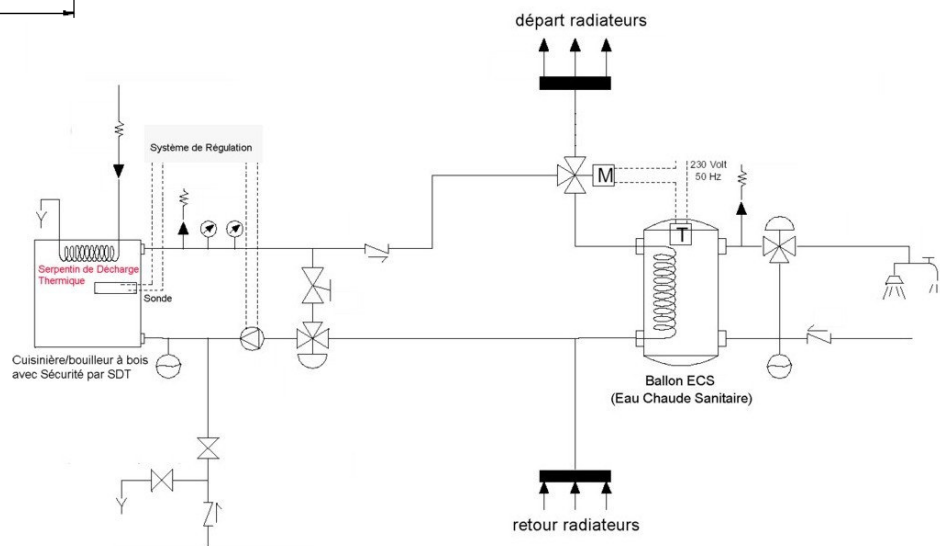 départ radiateurs
Système de Régulation
230 Volt
50 Hz
M
T
Serpentin de Décharge
Thermique
Sonde
Cuisinière/bouilleur à bois
avec Sécurité par SDT
Ballon ECS
(Eau Chaude Sanitaire)
retour radiateurs